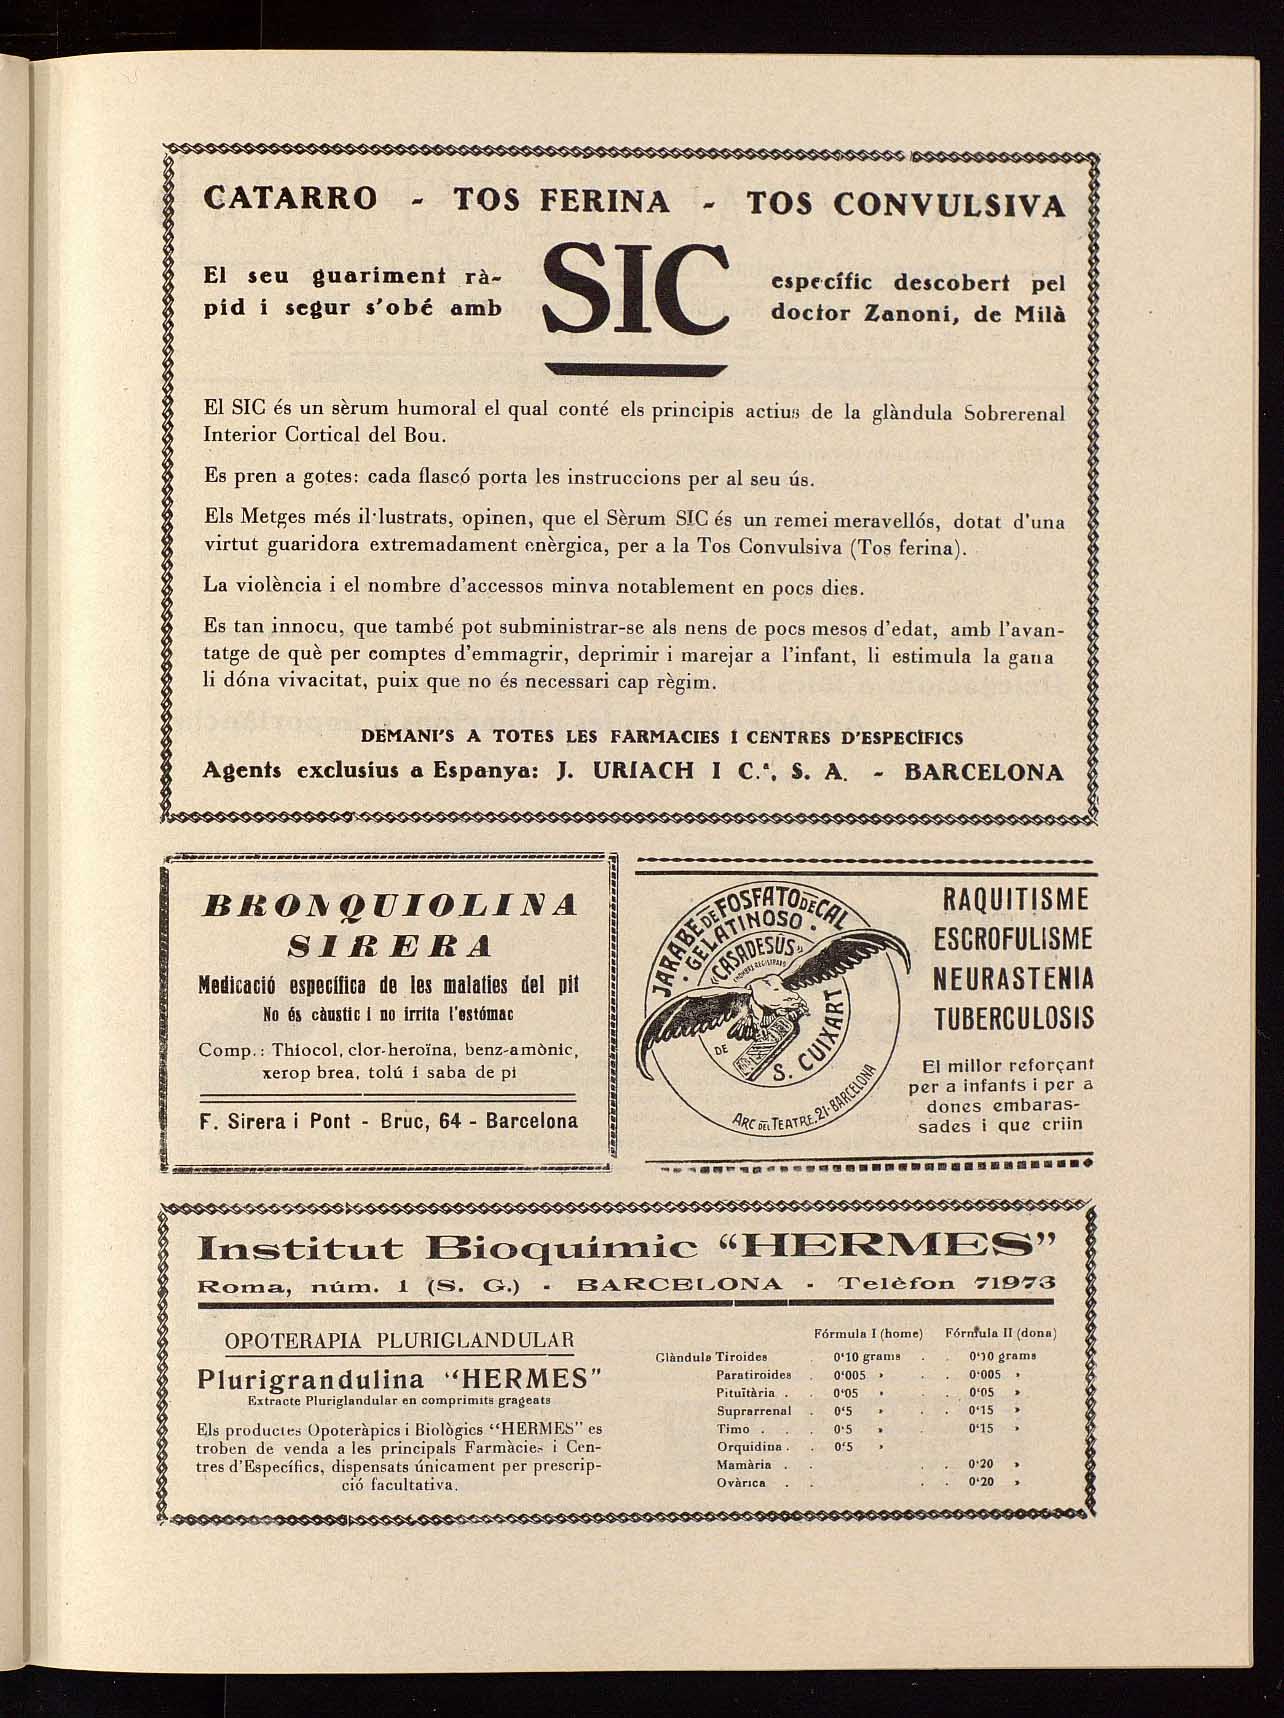 CATARRO - TOS FERINA - TOS CONVULSIVA
El seu guariment rà-
pid i segur s'obé amb
SIC
específic descobert pel
doctor Zanoni, de Milà
El SIC és un sèrum humoral el qual conté els principis actius de la glàndula Sobrerenal
Interior Cortical del Bou.
Es pren a gotes: cada flascó porta les instruccions per al seu ús.
Els Metges més il·lustrats, opinen, que el Sèrum SIC és un remei meravellós, dotat d'una
virtut guaridora extremadament enèrgica, per a la Tos Convulsiva (Tos ferina).
La violència i el nombre d'accessos minva notablement en pocs dies.
Es tan innocu, que també pot subministrar-se als nens de pocs mesos d'edat, amb l'avan-
tatge de què per comptes d'emmagrir, deprimir i marejar a l'infant, li estimula la gana
li dóna vivacitat, puix que no és necessari cap règim.
DEMANI'S A TOTES LES FARMACIES I CENTRES D'ESPECÍFICS
Agents exclusius a Espanya: J. URIACH I C.ª, S. A. - BARCELONA
BRONQUIOLINA
SIRERA
Medicació específica de les malaties del pit
No és càustic i no irrita l'estómac
Comp.: Thiocol, clor-heroïna, benz-amònic,
xerop brea, tolú i saba de pi
F. Sirera i Pont - Bruc, 64 - Barcelona
JARABE DE FOSFATO DE CAL
· GELATINOSO ·
"CASADESÚS"
(NOMBRE REGISTRADO)
DE S. CUIXART
ARC DEL TEATRE, 21-BARCELONA
RAQUITISME
ESCROFULISME
NEURASTENIA
TUBERCULOSIS
El millor reforçant
per a infants i per a
dones embaras-
sades i que criin
Institut Bioquímic "HERMES"
Roma, núm. 1 (S. G.) - BARCELONA - Telèfon 71973
OPOTERAPIA PLURIGLANDULAR
Plurigrandulina "HERMES"
Extracte Pluriglandular en comprimits grageats
Els productes Opoteràpics i Biològics "HERMES" es
troben de venda a les principals Farmàcies i Cen-
tres d'Específics, dispensats únicament per prescrip-
ció facultativa.
Fórmula I (home) Fórmula II (dona)
Glàndula Tiroides . 0'10 grams . . 0'10 grams
Paratiroides . 0'005 » . . 0'005 »
Pituïtària . . 0'05 » . . 0'05 »
Suprarrenal . 0'5 » . . 0'15 »
Timo . . . 0'5 » . 0'15 »
Orquidina . . 0'5 »
Mamària . . . . 0'20 »
Ovàrica . . . . 0'20 »